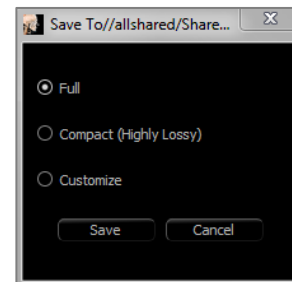 Save To//allshared/Share...
Full
Compact (Highly Lossy)
Customize
Save Cancel